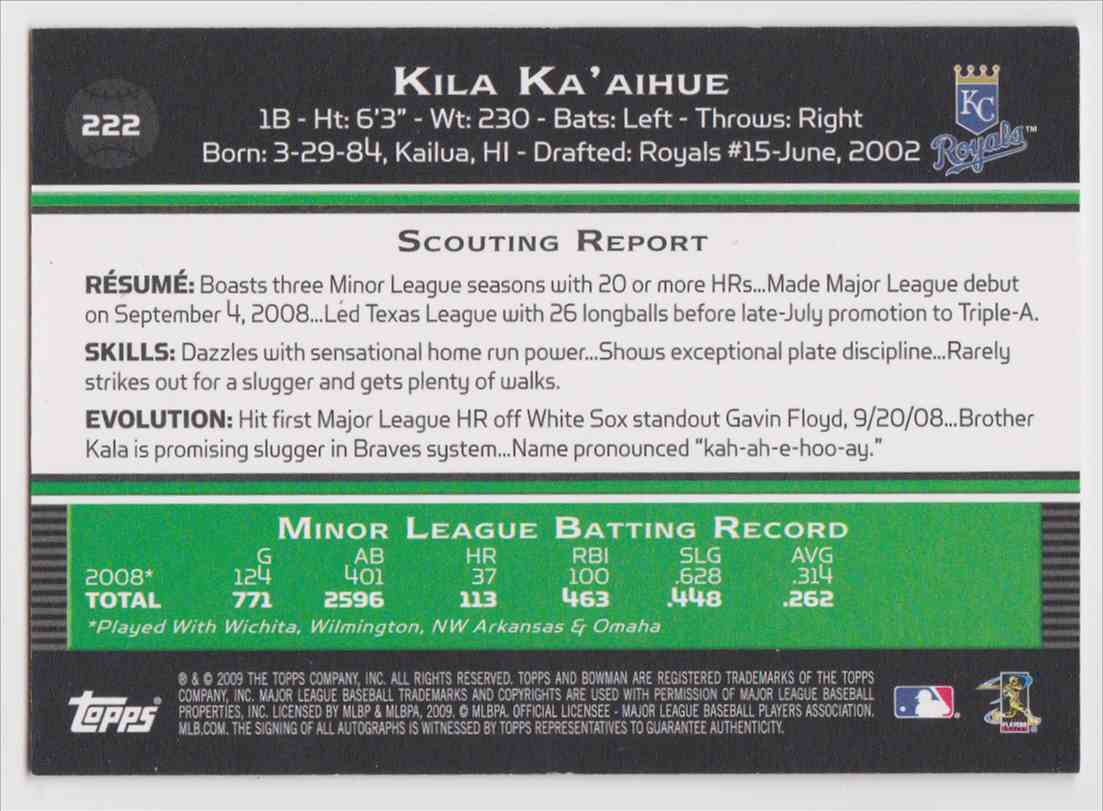 222
KILA KA'AIHUE
1B - Ht: 6'3" - Wt: 230 - Bats: Left - Throws: Right
Born: 3-29-84, Kailua, HI - Drafted: Royals #15-June, 2002
KC
Royals™
SCOUTING REPORT
RÉSUMÉ: Boasts three Minor League seasons with 20 or more HRs...Made Major League debut
on September 4, 2008...Led Texas League with 26 longballs before late-July promotion to Triple-A.
SKILLS: Dazzles with sensational home run power...Shows exceptional plate discipline...Rarely
strikes out for a slugger and gets plenty of walks.
EVOLUTION: Hit first Major League HR off White Sox standout Gavin Floyd, 9/20/08...Brother
Kala is promising slugger in Braves system...Name pronounced "kah-ah-e-hoo-ay."
MINOR LEAGUE BATTING RECORD
G AB HR RBI SLG AVG
2008* 124 401 37 100 .628 .314
TOTAL 771 2596 113 463 .448 .262
*Played With Wichita, Wilmington, NW Arkansas & Omaha
topps®
® & © 2009 THE TOPPS COMPANY, INC. ALL RIGHTS RESERVED. TOPPS AND BOWMAN ARE REGISTERED TRADEMARKS OF THE TOPPS
COMPANY, INC. MAJOR LEAGUE BASEBALL TRADEMARKS AND COPYRIGHTS ARE USED WITH PERMISSION OF MAJOR LEAGUE BASEBALL
PROPERTIES, INC. LICENSED BY MLBP & MLBPA, 2009. © MLBPA. OFFICIAL LICENSEE - MAJOR LEAGUE BASEBALL PLAYERS ASSOCIATION.
MLB.COM. THE SIGNING OF ALL AUTOGRAPHS IS WITNESSED BY TOPPS REPRESENTATIVES TO GUARANTEE AUTHENTICITY.
PLAYERS